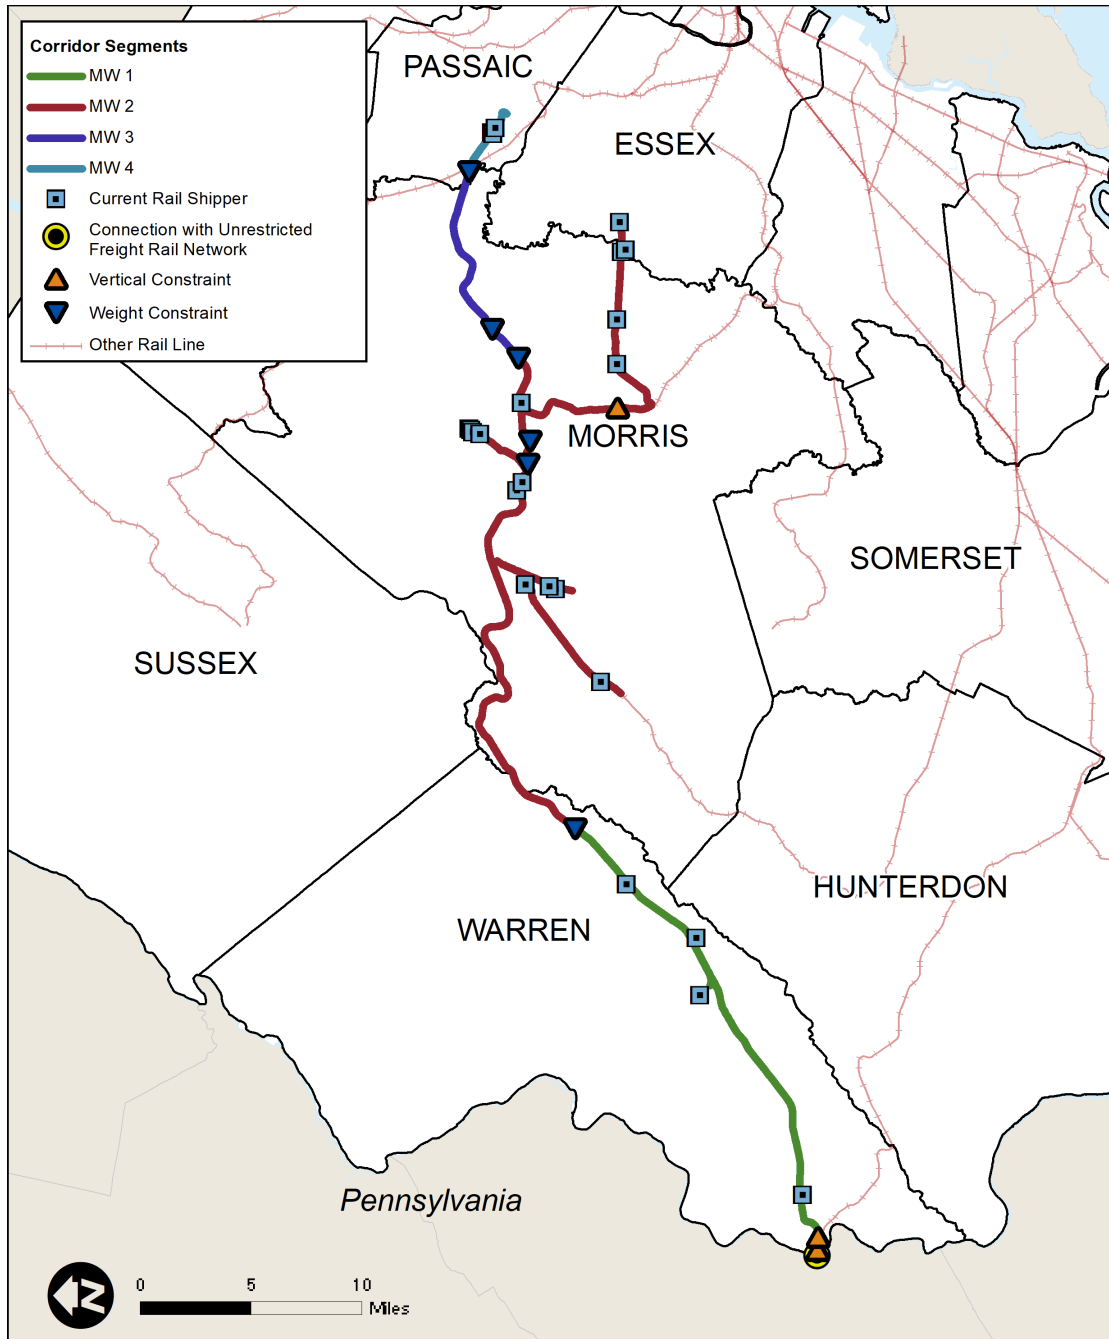 Corridor Segments
MW 1
MW 2
MW 3
MW 4
Current Rail Shipper
Connection with Unrestricted
Freight Rail Network
Vertical Constraint
Weight Constraint
Other Rail Line
PASSAIC
ESSEX
MORRIS
SOMERSET
SUSSEX
HUNTERDON
WARREN
Pennsylvania
N
0 5 10
Miles